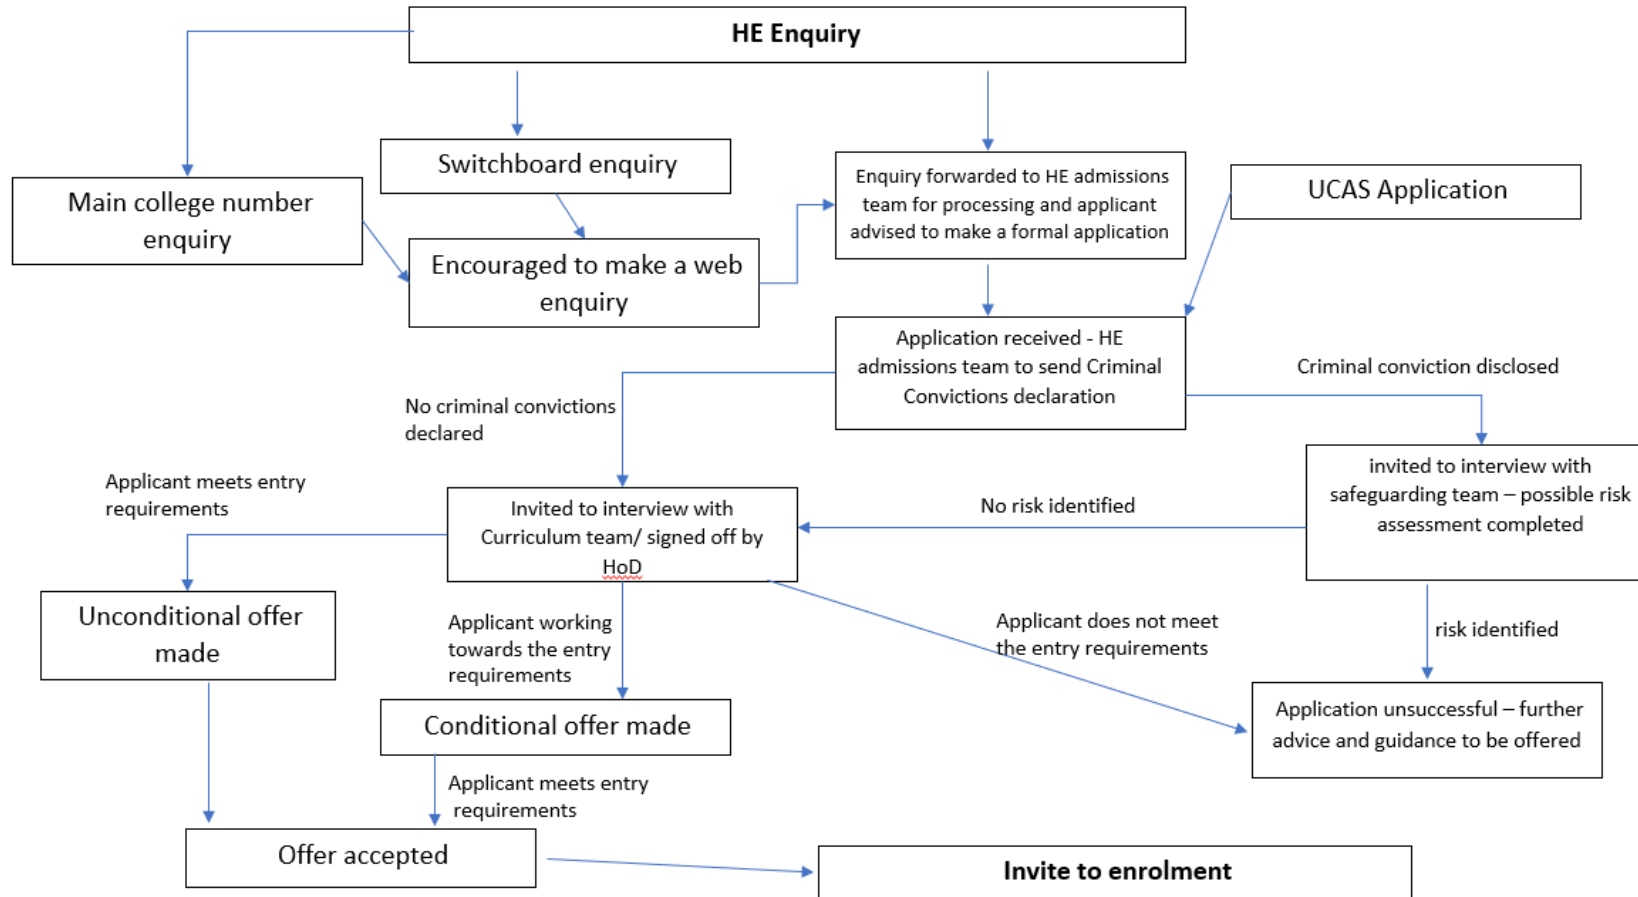 HE Enquiry
Switchboard enquiry
Main college number
enquiry
Encouraged to make a web
enquiry
Enquiry forwarded to HE admissions
team for processing and applicant
advised to make a formal application
UCAS Application
Application received - HE
admissions team to send Criminal
Convictions declaration
Criminal conviction disclosed
No criminal convictions
declared
invited to interview with
safeguarding team – possible risk
assessment completed
No risk identified
Applicant meets entry
requirements
Invited to interview with
Curriculum team/ signed off by
HoD
Unconditional offer
made
Applicant working
towards the entry
requirements
Applicant does not meet
the entry requirements
risk identified
Conditional offer made
Application unsuccessful – further
advice and guidance to be offered
Applicant meets entry
requirements
Offer accepted
Invite to enrolment